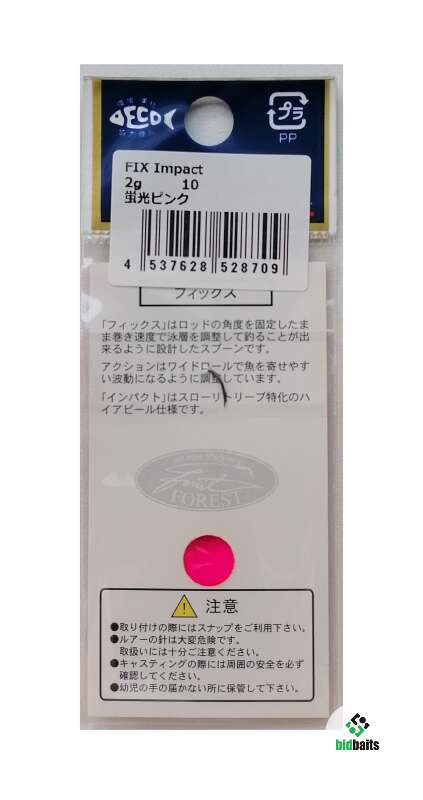 ECO
プラ
PP
FIX Impact
2g 10
蛍光ピンク
4 537628 528709
フィックス
「フィックス」はロッドの角度を固定したま
ま巻き速度で泳層を調整して釣ることが出
来るように設計したスプーンです。
アクションはワイドロールで魚を寄せやす
い波動になるように調整しています。
「インパクト」はスローリトリーブ特化のハ
イアピール仕様です。
FOREST
注意
●取り付けの際にはスナップをご利用下さい。
●ルアーの針は大変危険です。
取扱いには十分ご注意ください。
●キャスティングの際には周囲の安全を必ず
確認してください。
●幼児の手の届かない所に保管して下さい。
bidbaits